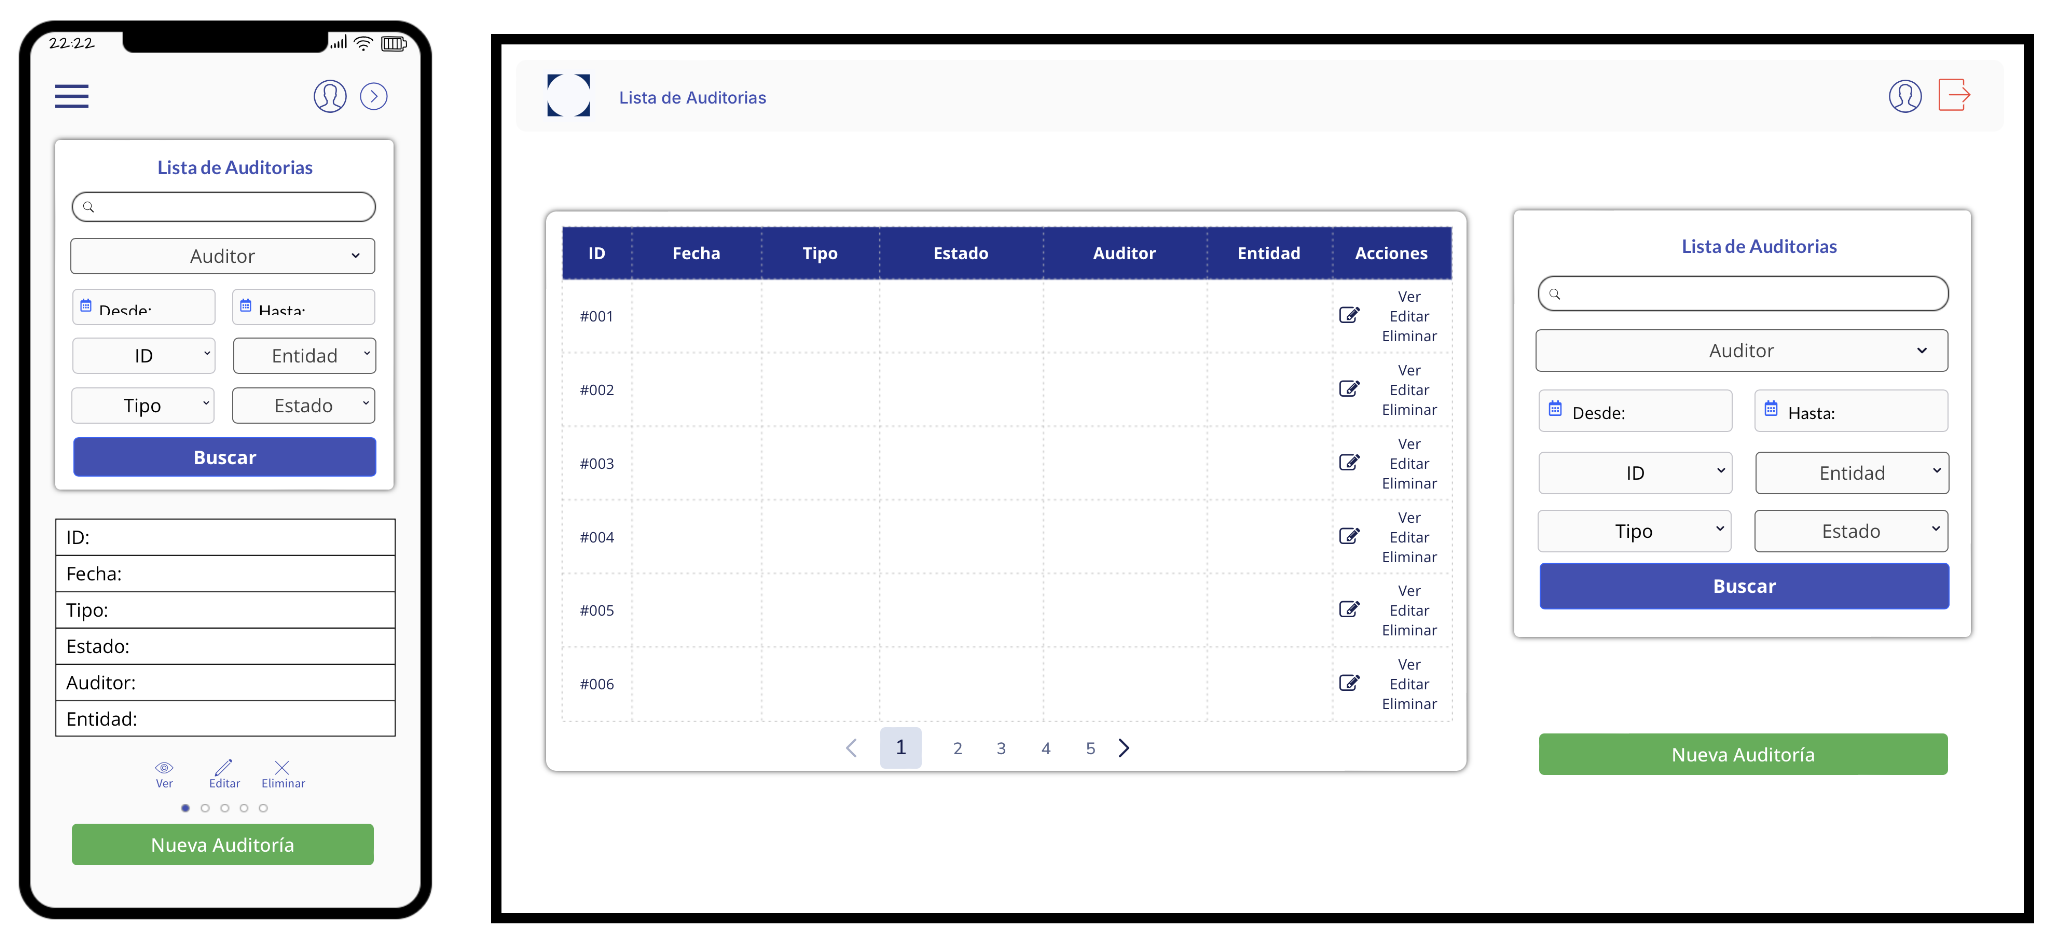 22:22
Lista de Auditorias
Auditor
Desde: Hasta:
ID Entidad
Tipo Estado
Buscar
ID:
Fecha:
Tipo:
Estado:
Auditor:
Entidad:
Ver Editar Eliminar
Nueva Auditoría
Lista de Auditorias
ID Fecha Tipo Estado Auditor Entidad Acciones
#001
Ver
Editar
Eliminar
#002
Ver
Editar
Eliminar
#003
Ver
Editar
Eliminar
#004
Ver
Editar
Eliminar
#005
Ver
Editar
Eliminar
#006
Ver
Editar
Eliminar
1 2 3 4 5
Lista de Auditorias
Auditor
Desde: Hasta:
ID Entidad
Tipo Estado
Buscar
Nueva Auditoría